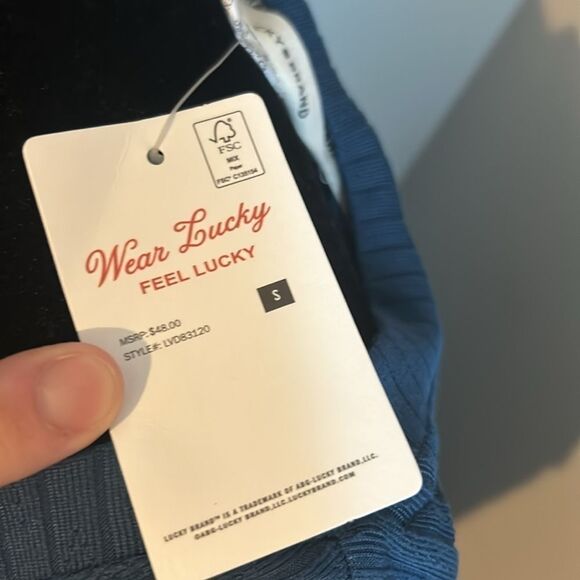 FSC
MIX
Paper
FSC® C135154
Wear Lucky
FEEL LUCKY
S
MSRP: $48.00
STYLE#: LVD83120
LUCKY BRAND™ IS A TRADEMARK OF ABG-LUCKY BRAND, LLC.
©ABG-LUCKY BRAND, LLC. LUCKYBRAND.COM